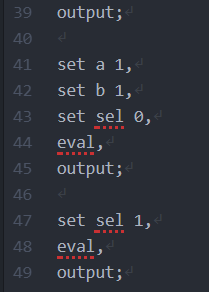 39 output;↵
40 ↵
41 set a 1,↵
42 set b 1,↵
43 set sel 0,↵
44 eval,↵
45 output;↵
46 ↵
47 set sel 1,↵
48 eval,↵
49 output;↵